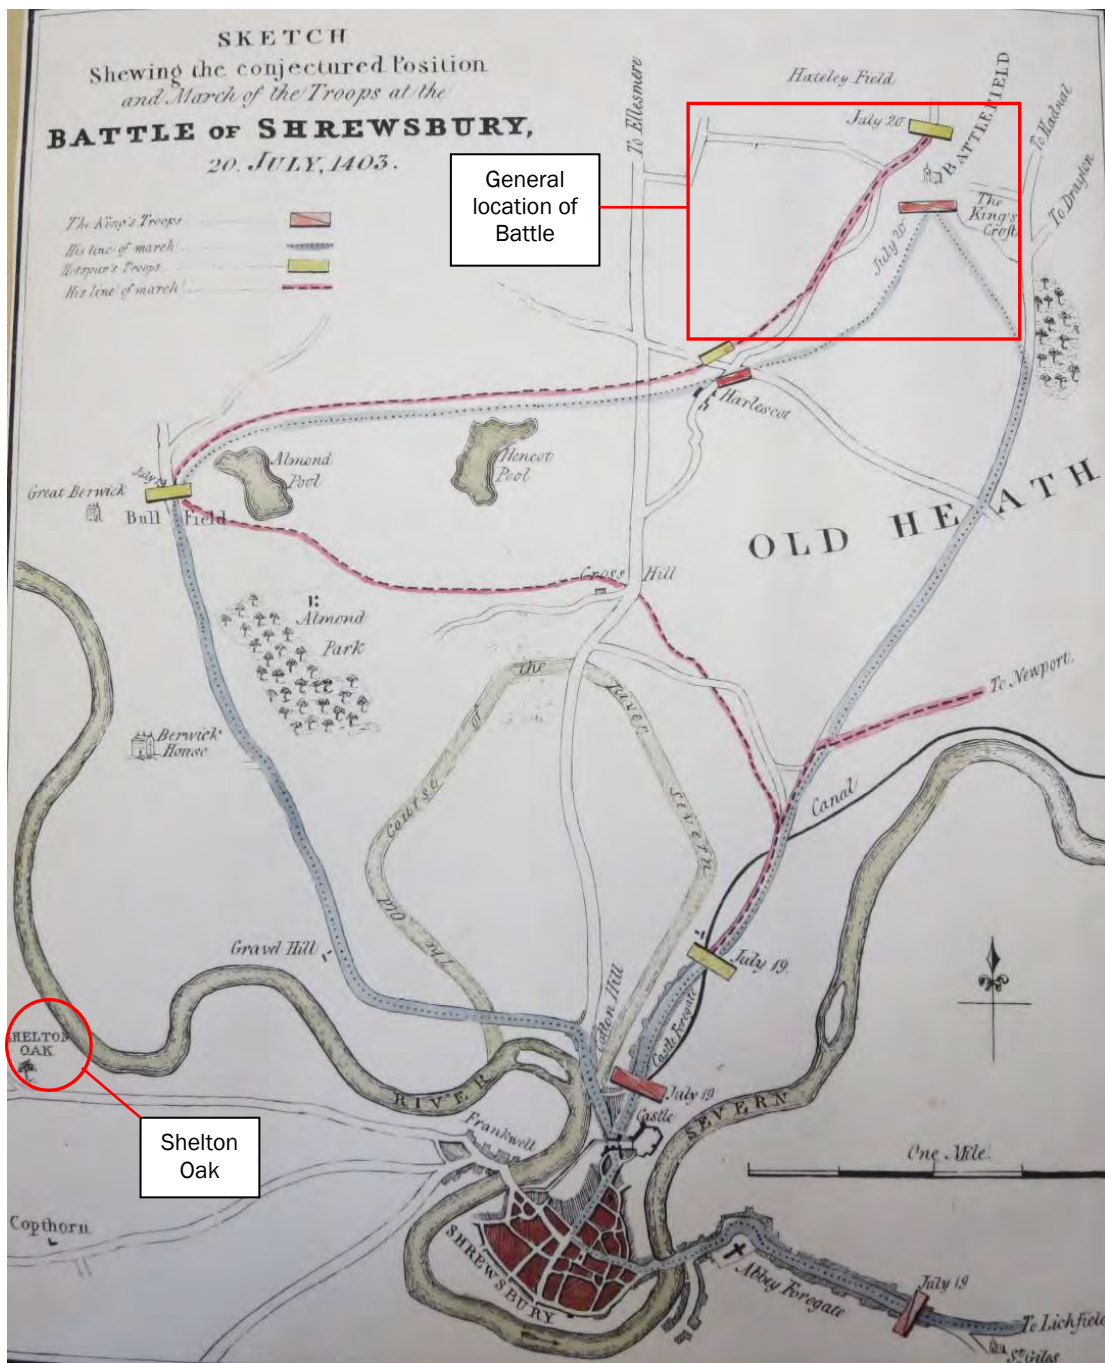 SKETCH
Shewing the conjectured Position
and March of the Troops at the
BATTLE OF SHREWSBURY,
20. JULY, 1403.
The King's Troops
His line of march
Hotspur's Troops
His line of march
General
location of
Battle
To Ellesmere
Hateley Field
July 20
BATTLEFIELD
To Hadnal
To Drayton
The
King's
Croft
July 20
Harlescot
OLD HEATH
Almond
Pool
Hencot
Pool
July 19
Great Berwick
Bull Field
Cross Hill
Almond
Park
Berwick
House
To Newport.
Canal
The Old Course of the River Severn
Gravel Hill
July 19.
Cotton Hill
Castle Foregate
SHELTON
OAK
Shelton
Oak
July 19
Castle
RIVER
SEVERN
Frankwell
One Mile.
Copthorn
SHREWSBURY
Abbey Foregate
July 19
To Lichfield
St Giles